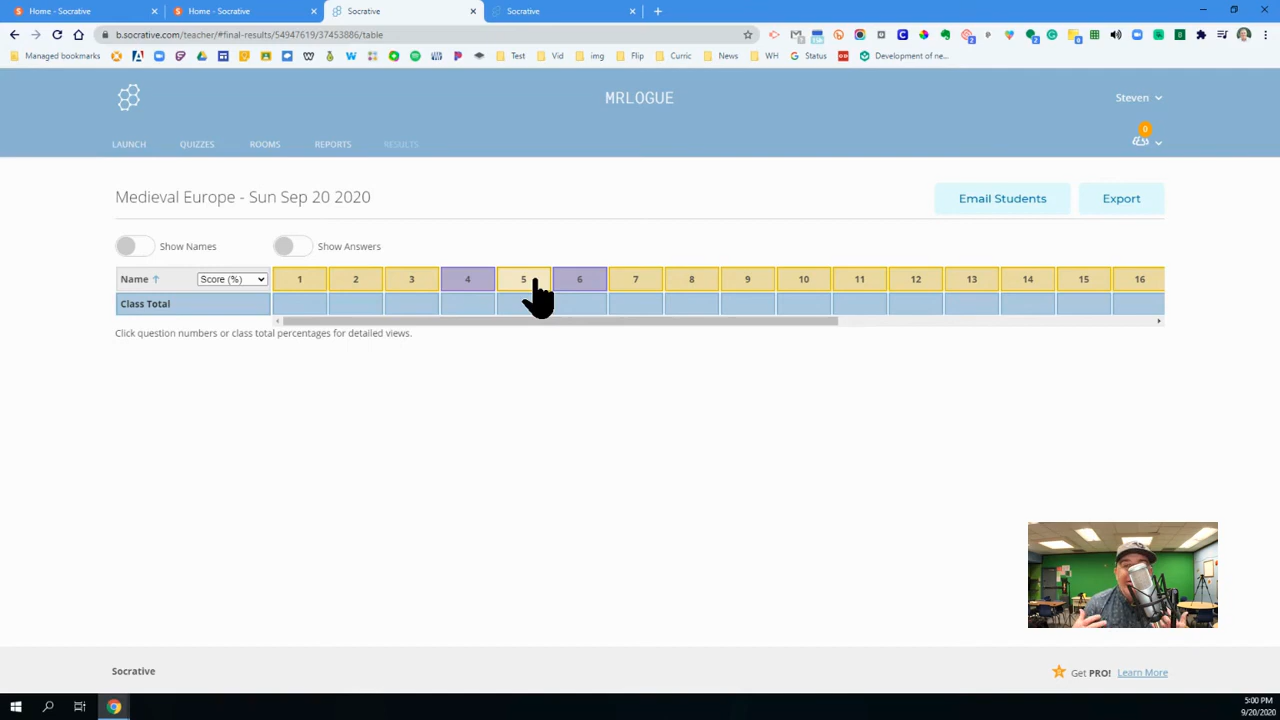 Home - Socrative
Home - Socrative
Socrative
Socrative
b.socrative.com/teacher/#final-results/54947619/37453886/table
Managed bookmarks
Test
Vid
img
Flip
Curric
News
WH
Status
Development of ne...
MRLOGUE
Steven
0
LAUNCH QUIZZES ROOMS REPORTS RESULTS
Medieval Europe - Sun Sep 20 2020
Email Students
Export
Show Names
Show Answers
Name Score (%) 1 2 3 4 5 6 7 8 9 10 11 12 13 14 15 16
Class Total
Click question numbers or class total percentages for detailed views.
Socrative
Get PRO! Learn More
5:00 PM
9/20/2020